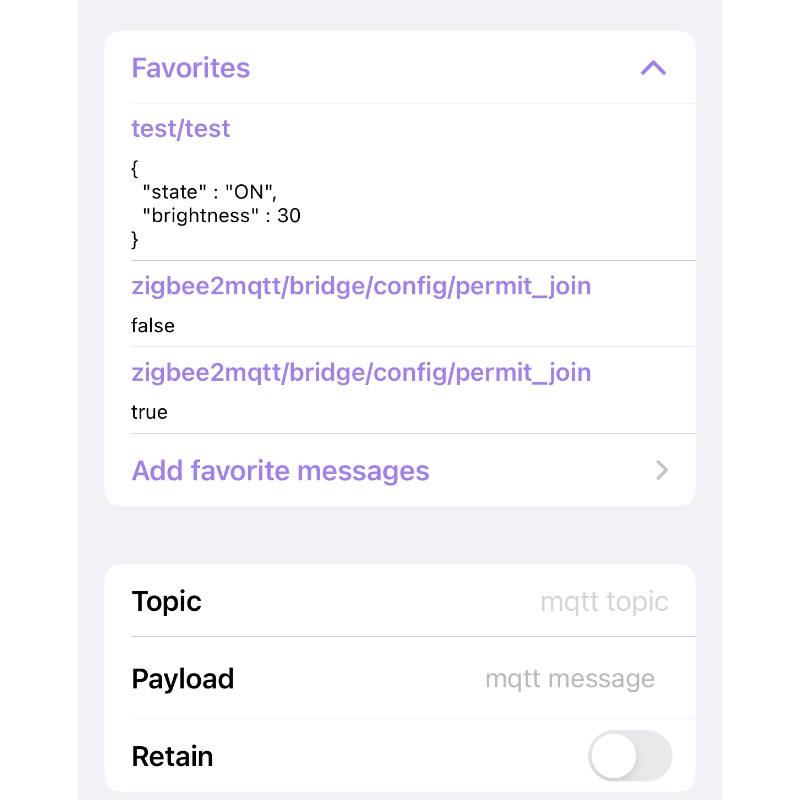 Favorites
test/test
{
"state" : "ON",
"brightness" : 30
}
zigbee2mqtt/bridge/config/permit_join
false
zigbee2mqtt/bridge/config/permit_join
true
Add favorite messages
Topic mqtt topic
Payload mqtt message
Retain